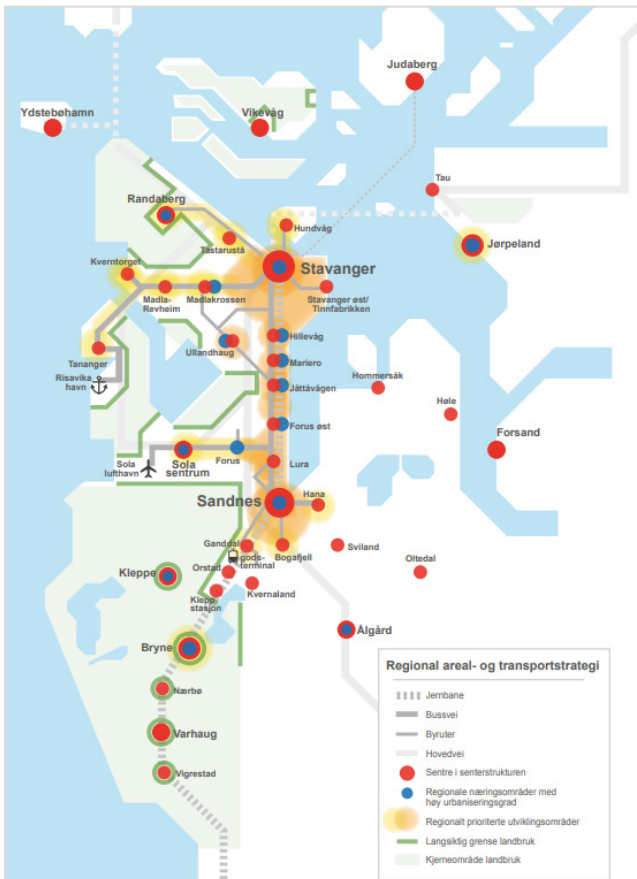 Judaberg
Ydstebøhamn
Vikevåg
Tau
Randaberg
Hundvåg
Tastarustå
Jørpeland
Kverntorget
Stavanger
Madla-
Revheim
Madlakrossen
Stavanger øst/
Tinnfabrikken
Ullandhaug
Hillevåg
Tananger
Mariero
Risavika
havn
Hommersåk
Jåttåvågen
Høle
Forus øst
Forsand
Sola
lufthavn
Sola
sentrum
Forus
Lura
Sandnes
Hana
Ganddal
gods-
terminal
Bogafjell
Sviland
Orstad
Oltedal
Kleppe
Klepp
stasjon
Kvernaland
Ålgård
Bryne
Nærbø
Varhaug
Vigrestad
Regional areal- og transportstrategi
Jernbane
Bussvei
Byruter
Hovedvei
Sentre i senterstrukturen
Regionale næringsområder med
høy urbaniseringsgrad
Regionalt prioriterte utviklingsområder
Langsiktig grense landbruk
Kjerneområde landbruk